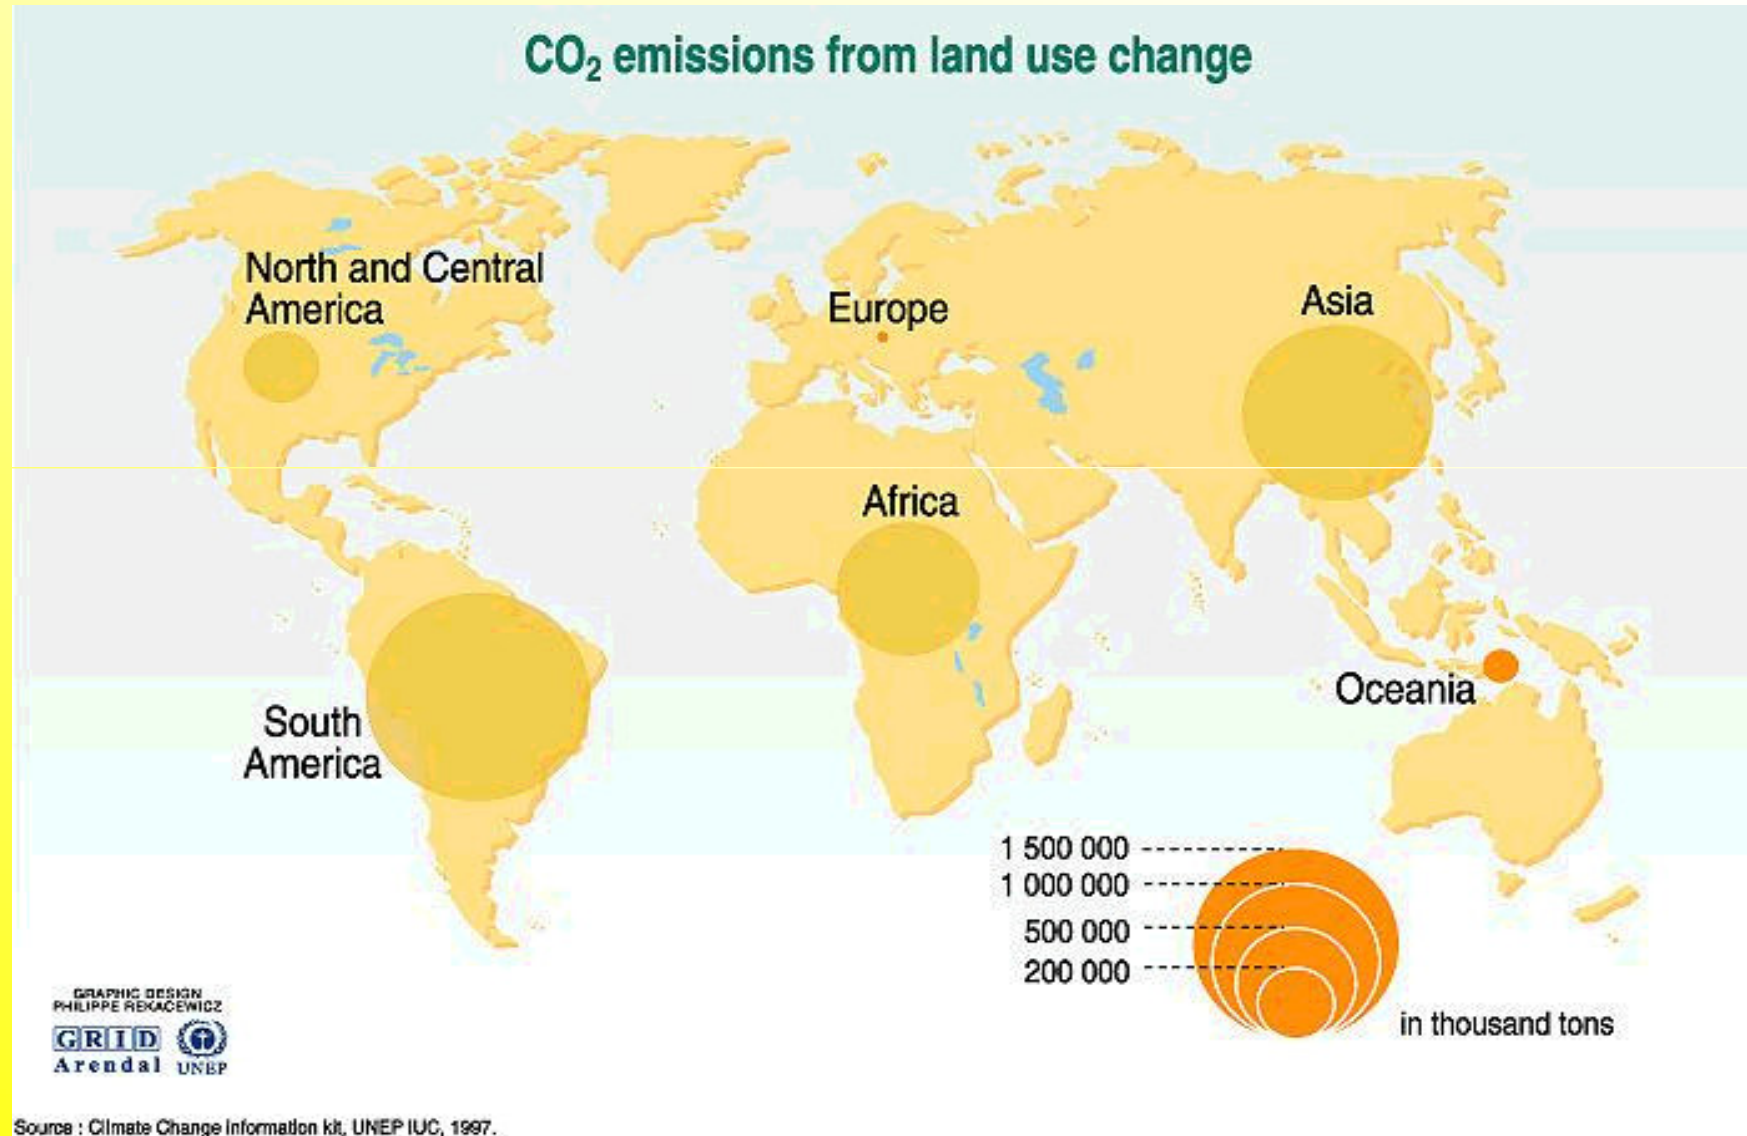 CO₂ emissions from land use change
North and Central
America
Europe
Asia
Africa
South
America
Oceania
1 500 000
1 000 000
500 000
200 000
in thousand tons
GRAPHIC DESIGN
PHILIPPE REKACEWICZ
GRID
Arendal
UNEP
Source : Climate Change information kit, UNEP IUC, 1997.